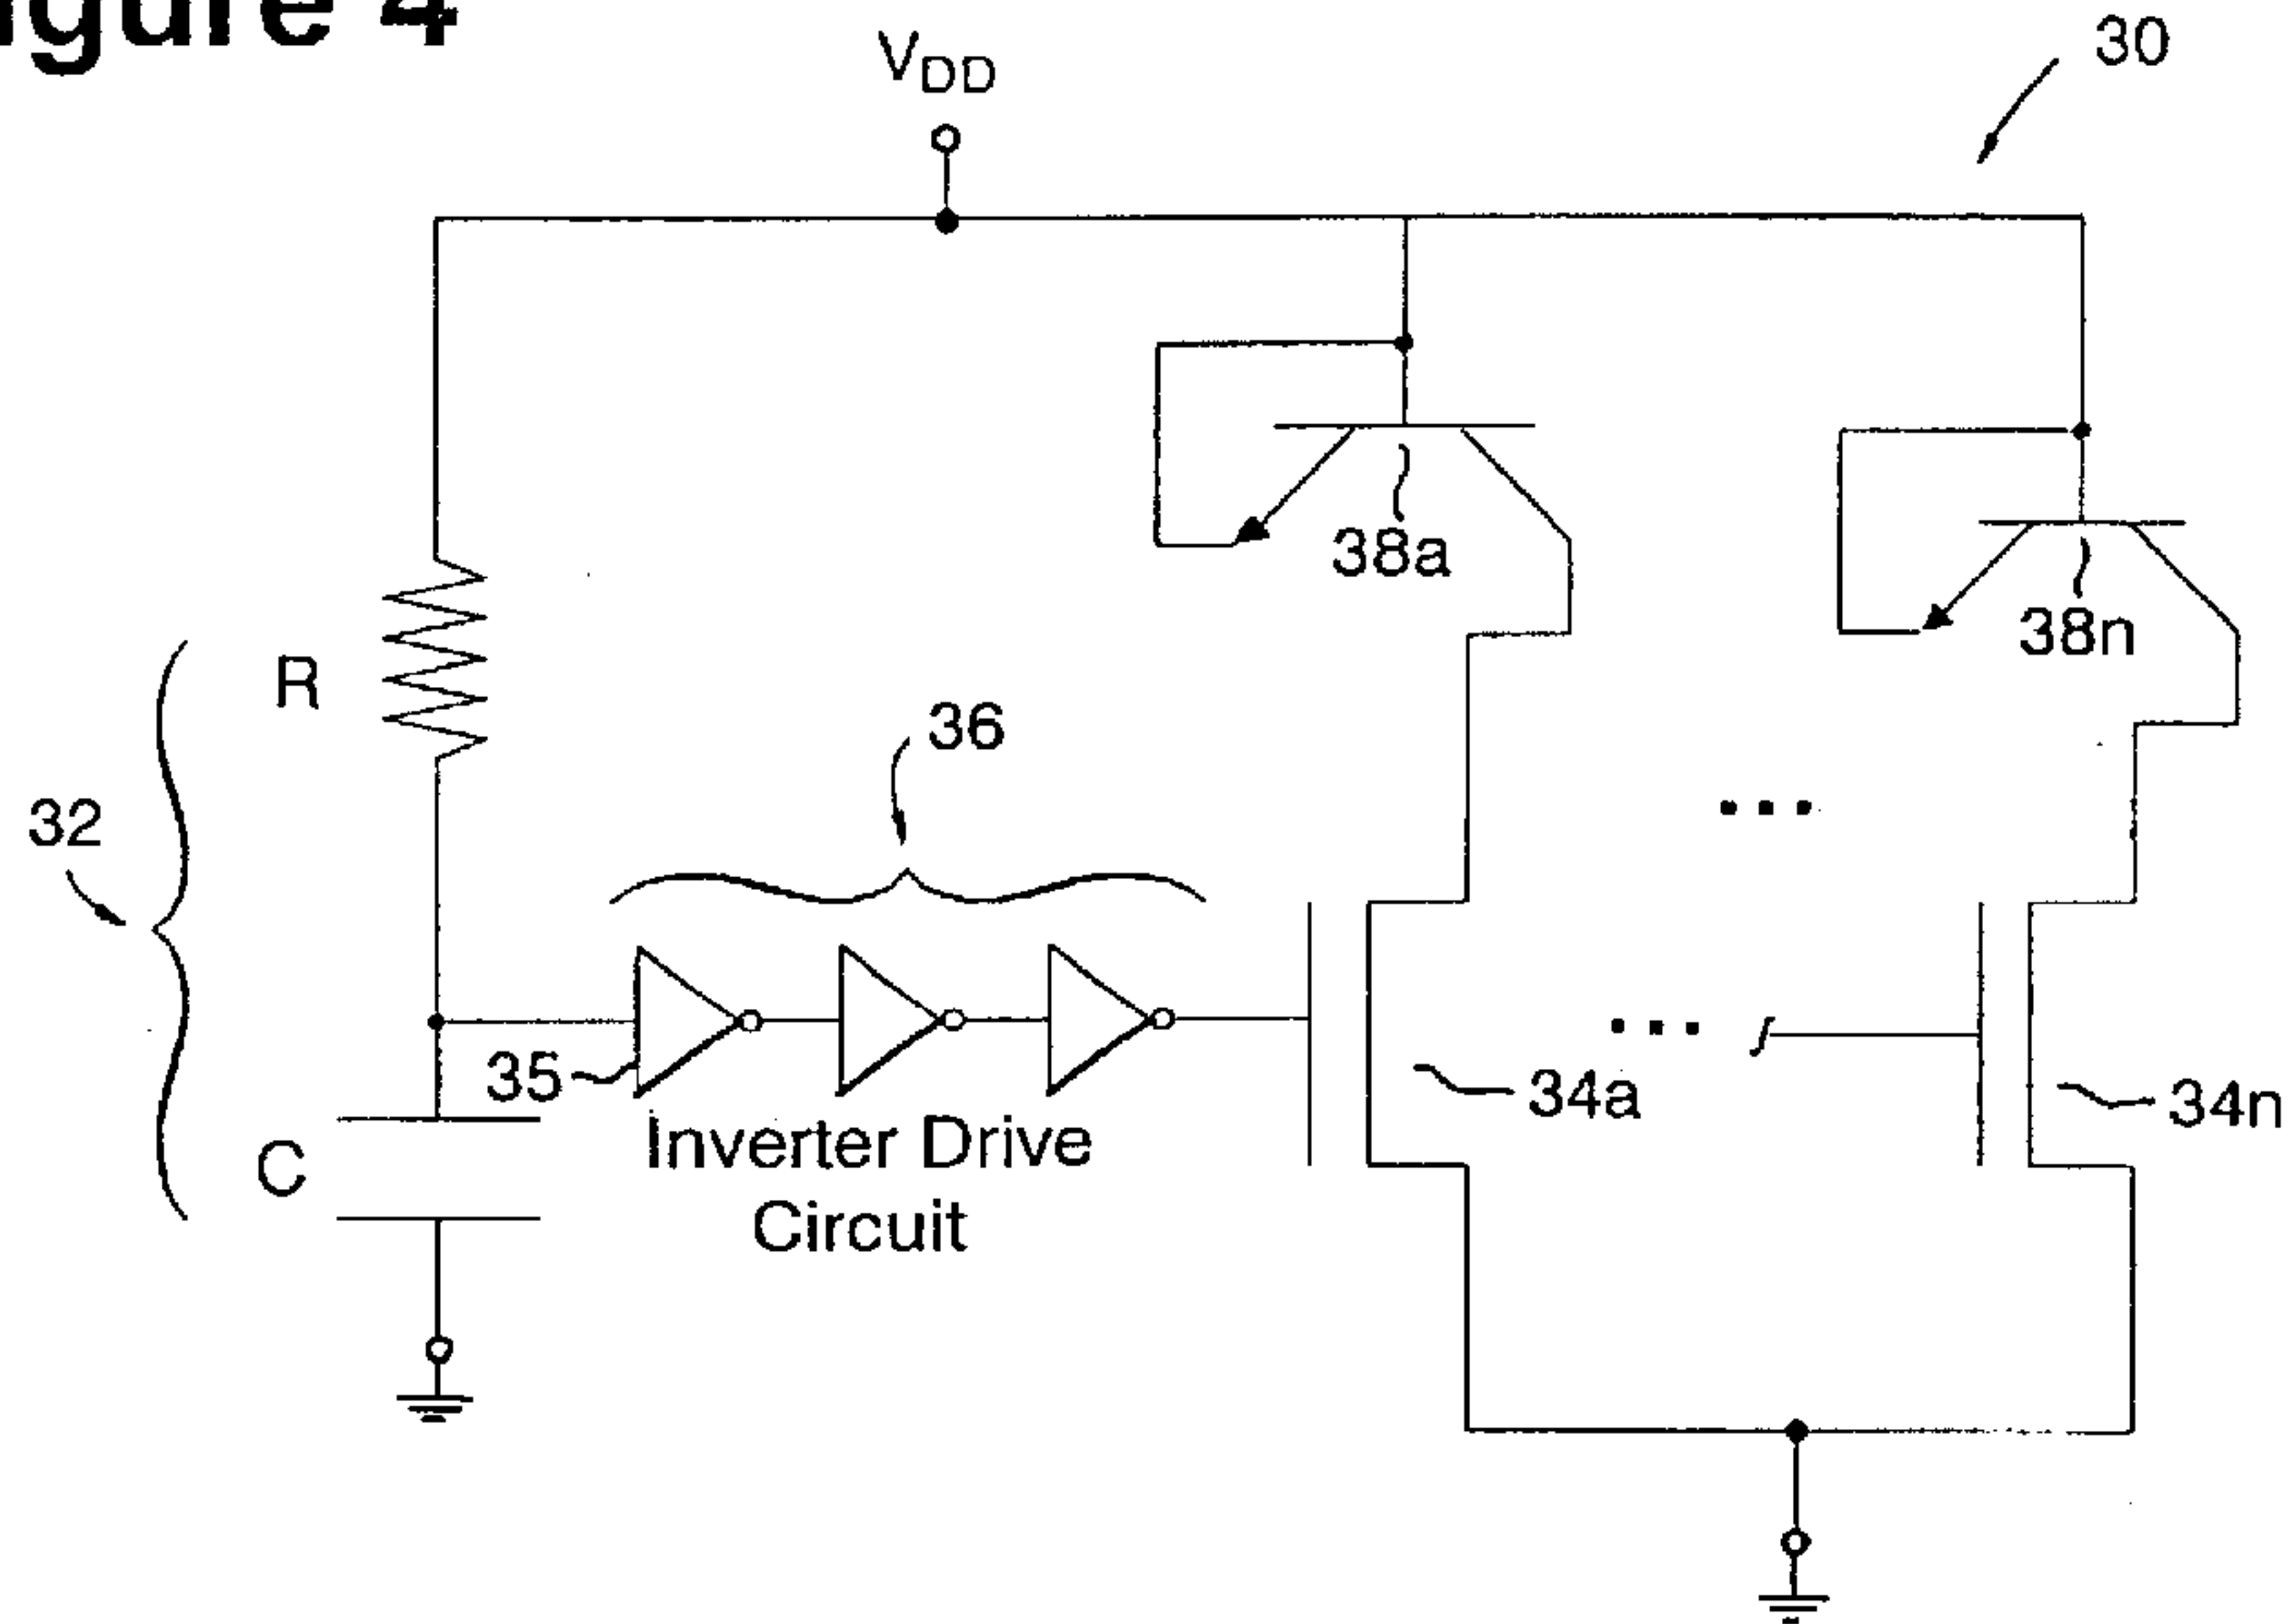 igure 4
VDD
30
38a
38n
R
36
32
35
34a
34n
Inverter Drive
Circuit
C